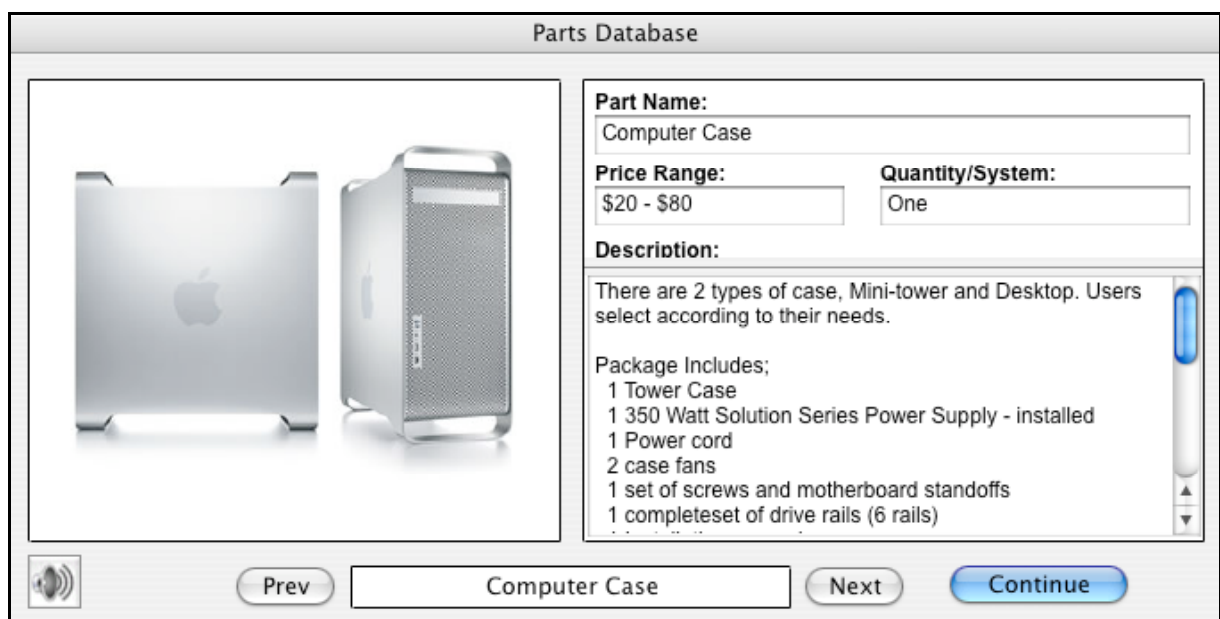 Parts Database
Part Name:
Computer Case
Price Range:
Quantity/System:
$20 - $80
One
Description:
There are 2 types of case, Mini-tower and Desktop. Users
select according to their needs.
Package Includes;
1 Tower Case
1 350 Watt Solution Series Power Supply - installed
1 Power cord
2 case fans
1 set of screws and motherboard standoffs
1 completeset of drive rails (6 rails)
Prev
Computer Case
Next
Continue